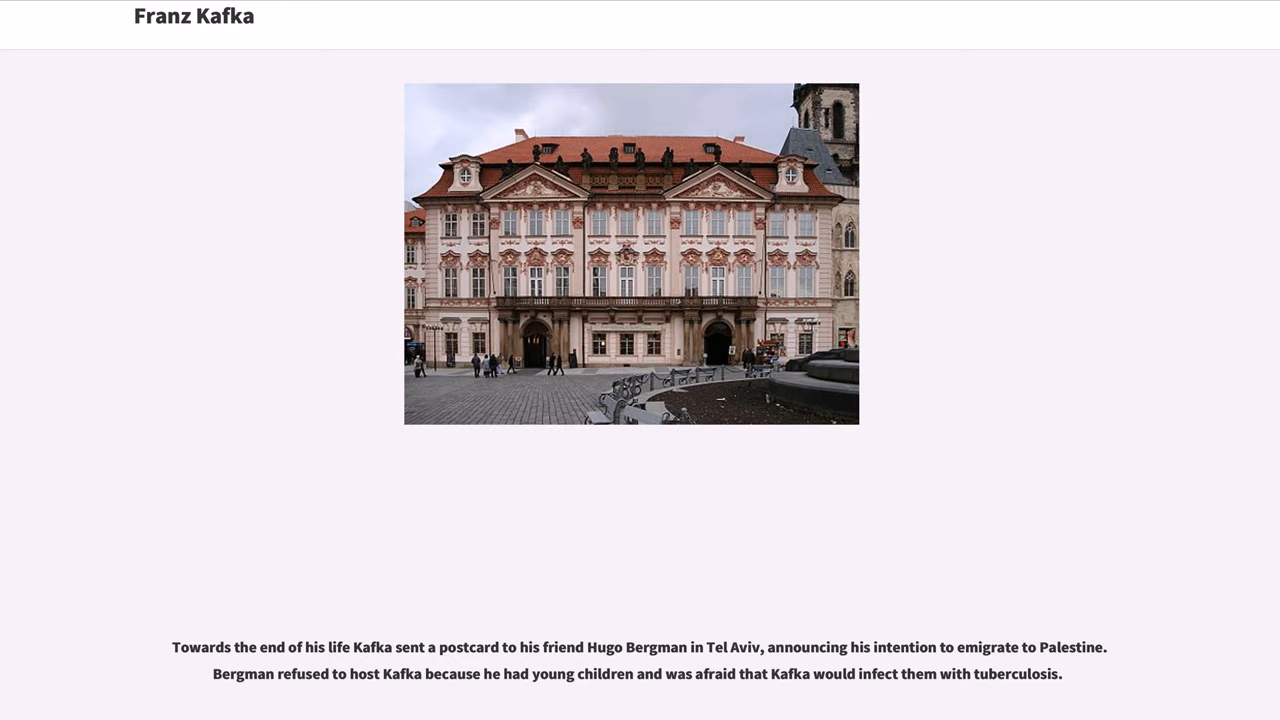 Franz Kafka
Towards the end of his life Kafka sent a postcard to his friend Hugo Bergman in Tel Aviv, announcing his intention to emigrate to Palestine.
Bergman refused to host Kafka because he had young children and was afraid that Kafka would infect them with tuberculosis.